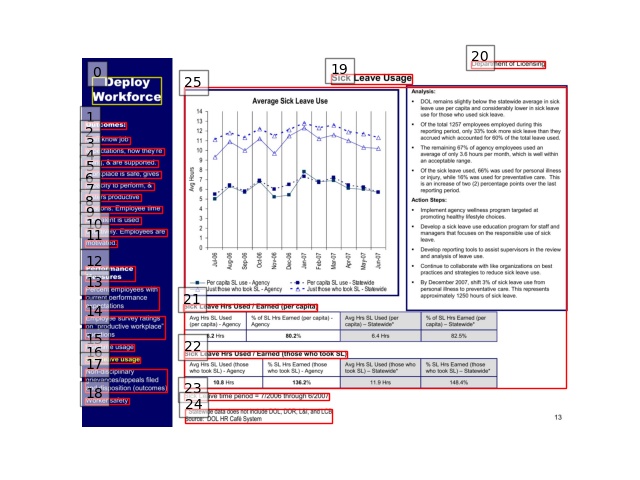 Department of Licensing
Deploy
Workforce
Sick Leave Usage
Outcomes:
know job
they're
& are supported.
is safe, gives
to perform, &
productive
Employee time
is used
Employees are
motivated.
Performance
Percent employees with
current performance
Employee survey ratings
"productive workplace"
usage
usage
Non-disciplinary
grievances/appeals filed
disposition (outcomes)
Worker safety
Average Sick Leave Use
Avg Hours
14
13
12
11
10
9
8
7
6
5
4
3
2
1
0
Jul-06
Aug-06
Sep-06
Oct-06
Nov-06
Dec-06
Jan-07
Feb-07
Mar-07
Apr-07
May-07
Jun-07
Per capita SL use - Agency
Per capita SL use - Statewide
Just those who took SL - Agency
Just those who took SL - Statewide
Analysis:
DOL remains slightly below the statewide average in sick
leave use per capita and considerably lower in sick leave
use for those who used sick leave.
Of the total 1257 employees employed during this
reporting period, only 33% took more sick leave than they
accrued which accounted for 60% of the total leave used.
The remaining 67% of agency employees used an
average of only 3.6 hours per month, which is well within
an acceptable range.
Of the sick leave used, 66% was used for personal illness
or injury, while 16% was used for preventative care. This
is an increase of two (2) percentage points over the last
reporting period.
Action Steps:
Implement agency wellness program targeted at
promoting healthy lifestyle choices.
Develop a sick leave use education program for staff and
managers that focuses on the responsible use of sick
leave.
Develop reporting tools to assist supervisors in the review
and analysis of leave use.
Continue to collaborate with like organizations on best
practices and strategies to reduce sick leave use.
By December 2007, shift 3% of sick leave use from
personal illness to preventative care. This represents
approximately 1250 hours of sick leave.
Sick Leave Hrs Used / Earned (per capita)
Avg Hrs SL Used (per capita) - Agency
% of SL Hrs Earned (per capita) - Agency
Avg Hrs SL Used (per capita) – Statewide*
% of SL Hrs Earned (per capita) – Statewide*
6.2 Hrs
80.2%
6.4 Hrs
82.5%
Sick Leave Hrs Used / Earned (those who took SL)
Avg Hrs SL Used (those who took SL) - Agency
% SL Hrs Earned (those who took SL) - Agency
Avg Hrs SL Used (those who took SL) – Statewide*
% SL Hrs Earned (those who took SL) – Statewide*
10.8 Hrs
136.2%
11.9 Hrs
148.4%
time period = 7/2006 through 6/2007
data does not include DOL, DOR, L&I, and LCB
Source: DOL HR Café System
13
0
1
2
3
4
5
6
7
8
9
10
11
12
13
14
15
16
17
18
19
20
21
22
23
24
25